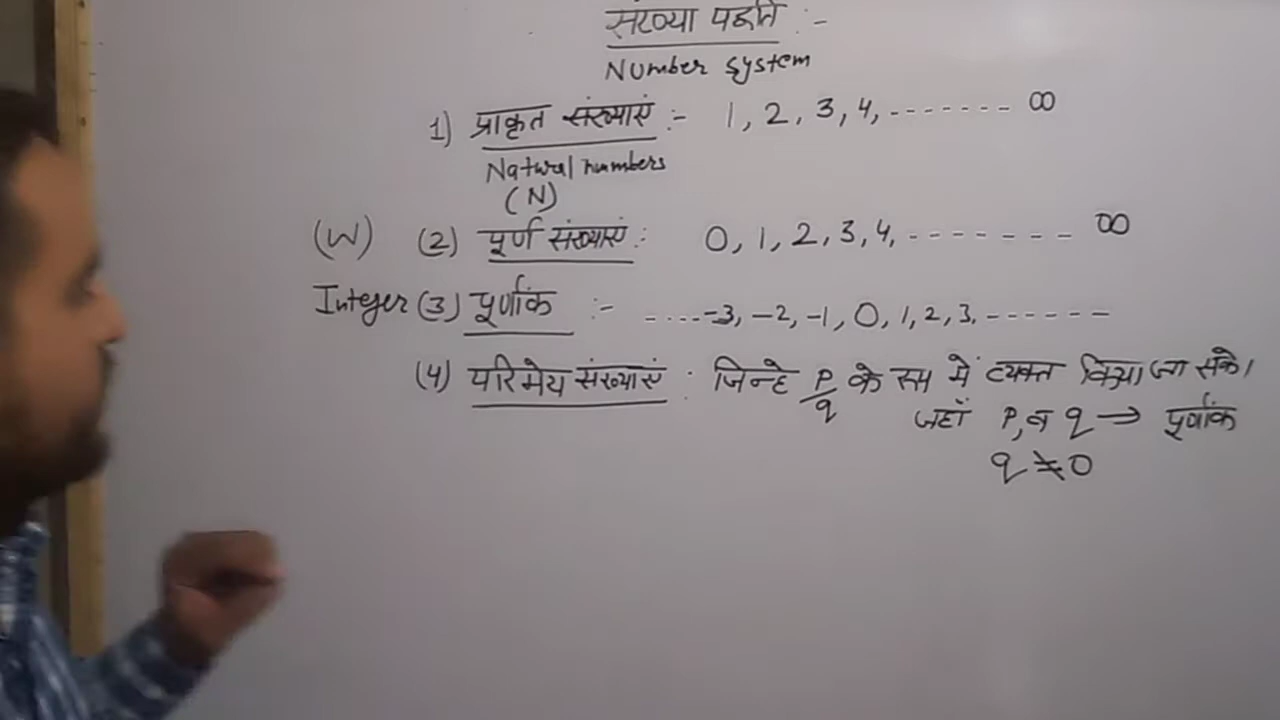 संख्या पद्धति :-
Number system
1) प्राकृत संख्याएं :- 1, 2, 3, 4, ------- ∞
Natural numbers
(N)
(W) (2) पूर्ण संख्याएं : 0, 1, 2, 3, 4, ------- ∞
Integer (3) पूर्णांक :- ....-3, -2, -1, 0, 1, 2, 3, ------
(4) परिमेय संख्याएं : जिन्हे P/q के रूप में व्यक्त किया जा सके।
जहाँ P, व q → पूर्णांक
q ≠ 0